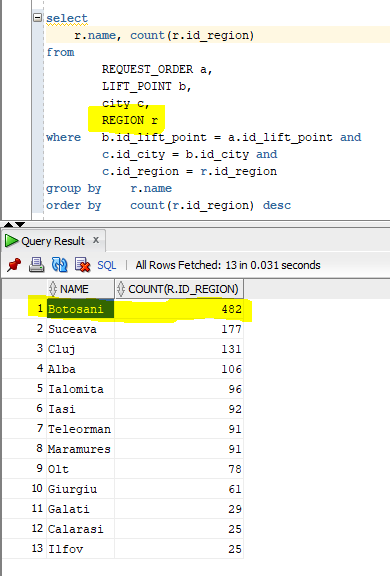 select
r.name, count(r.id_region)
from
REQUEST_ORDER a,
LIFT_POINT b,
city c,
REGION r
where b.id_lift_point = a.id_lift_point and
c.id_city = b.id_city and
c.id_region = r.id_region
group by r.name
order by count(r.id_region) desc
Query Result x
SQL | All Rows Fetched: 13 in 0.031 seconds
NAME COUNT(R.ID_REGION)
1 Botosani 482
2 Suceava 177
3 Cluj 131
4 Alba 106
5 Ialomita 96
6 Iasi 92
7 Teleorman 91
8 Maramures 91
9 Olt 78
10 Giurgiu 61
11 Galati 29
12 Calarasi 25
13 Ilfov 25